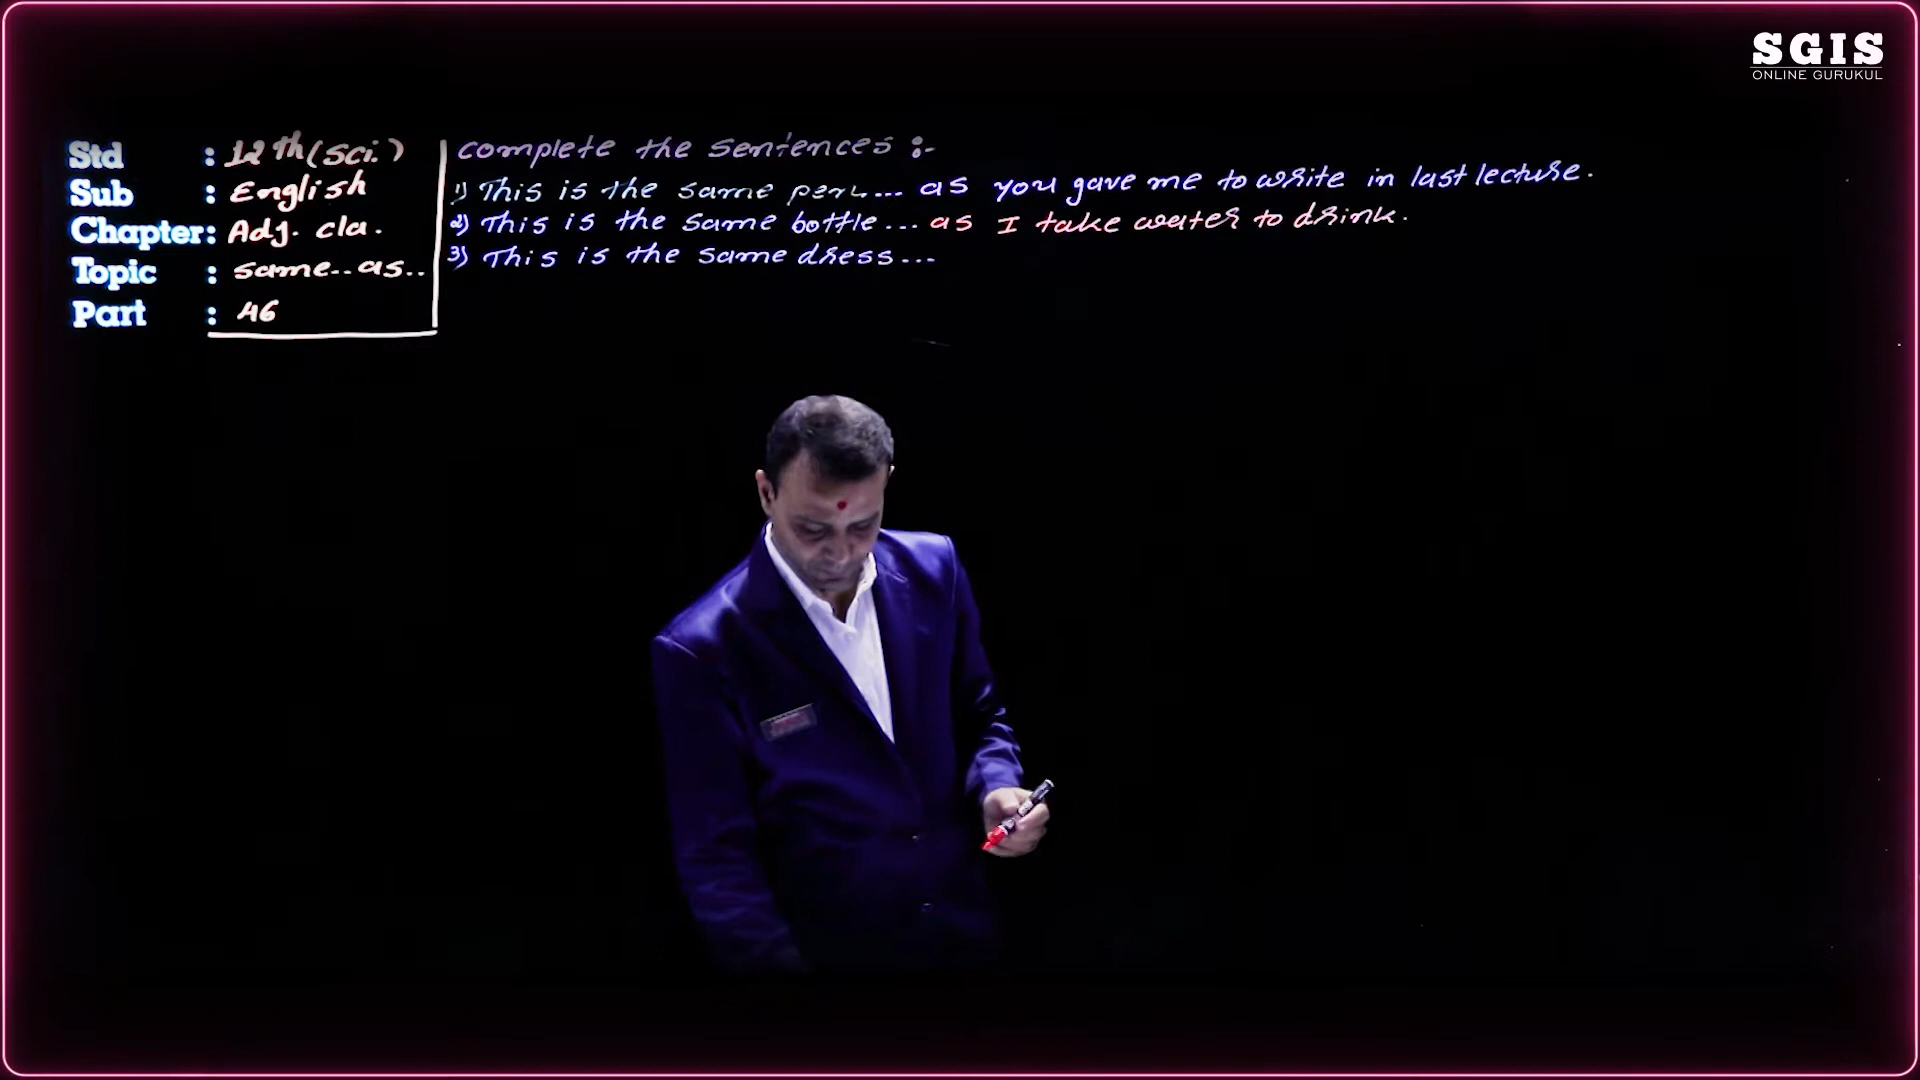 SGIS
ONLINE GURUKUL
Std : 12th (sci.)
Sub : English
Chapter: Adj. cla.
Topic : same..as..
Part : 46
complete the sentences :-
1) This is the same pen... as you gave me to write in last lecture.
2) This is the same bottle... as I take water to drink.
3) This is the same dress...